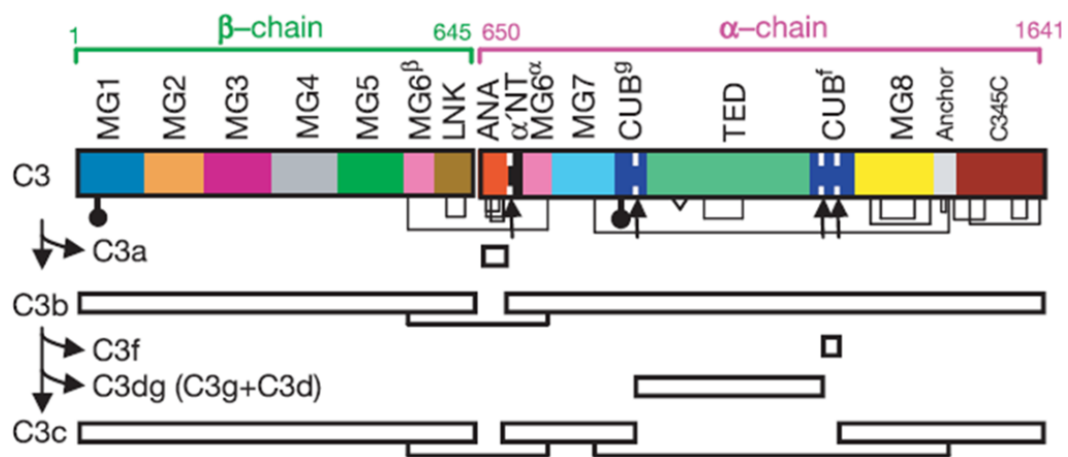 1 β–chain 645 650 α–chain 1641
MG1 MG2 MG3 MG4 MG5 MG6β LNK ANA α´NT MG6α MG7 CUBg TED CUBf MG8 Anchor C345C
C3
C3a
C3b
C3f
C3dg (C3g+C3d)
C3c